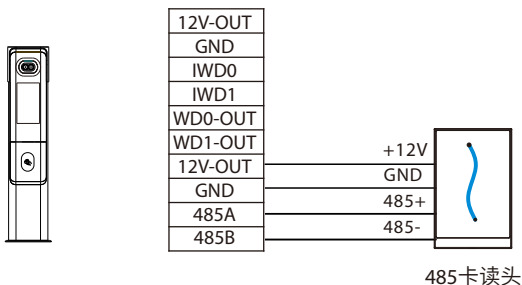 12V-OUT
GND
IWD0
IWD1
WD0-OUT
WD1-OUT
12V-OUT
GND
485A
485B
+12V
GND
485+
485-
485卡读头